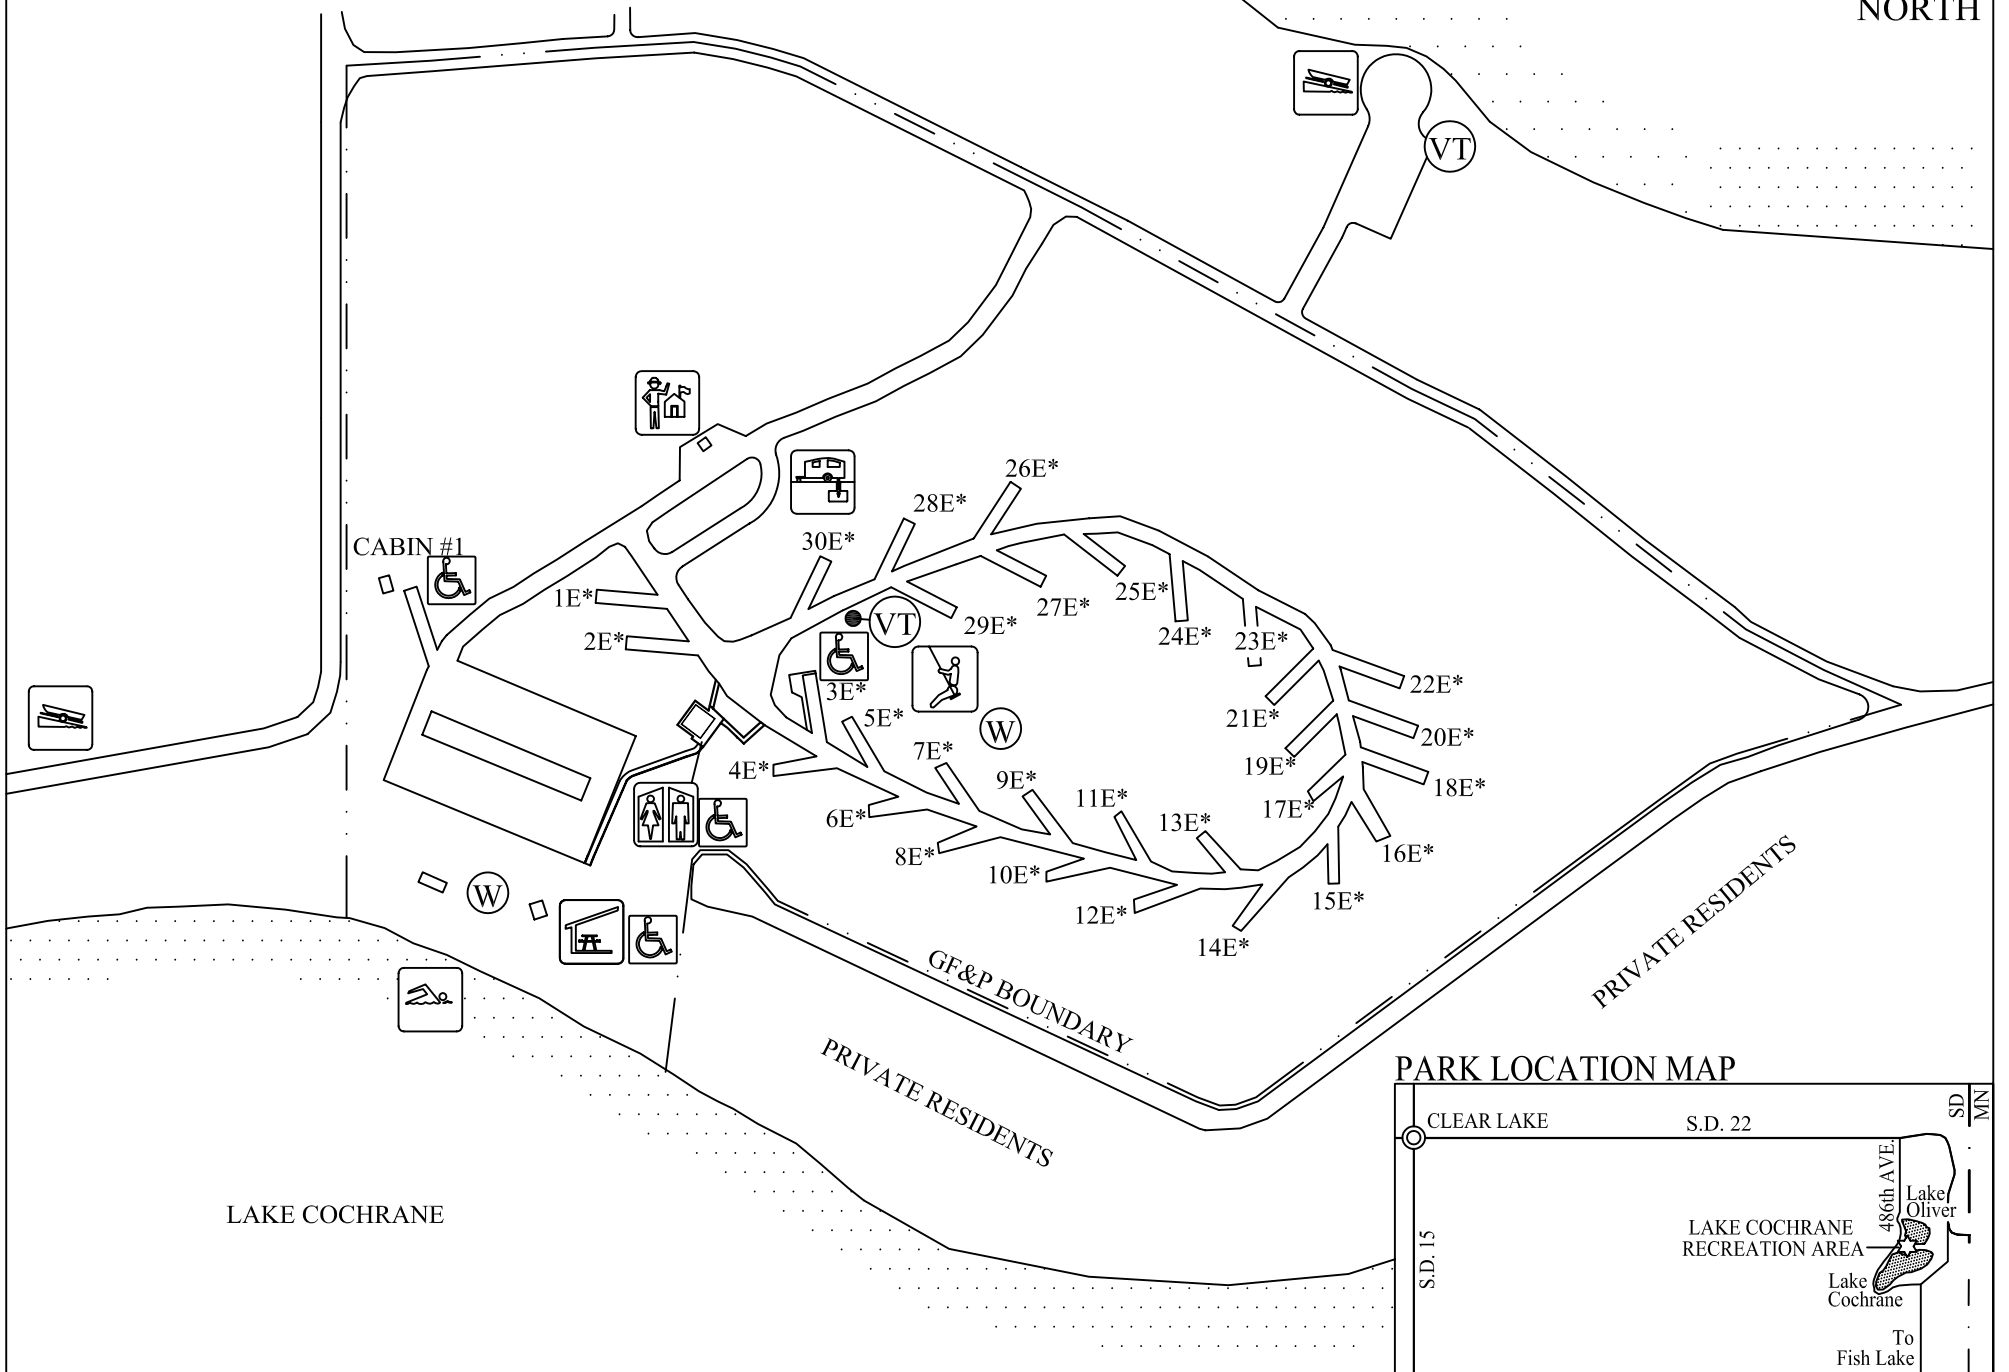 NORTH
VT
26E*
28E*
30E*
CABIN #1
1E*
2E*
VT
29E*
27E*
25E*
24E*
23E*
3E*
5E*
W
22E*
21E*
20E*
19E*
18E*
17E*
16E*
4E*
7E*
9E*
11E*
13E*
6E*
8E*
10E*
12E*
14E*
15E*
W
GF&P BOUNDARY
PRIVATE RESIDENTS
PRIVATE RESIDENTS
LAKE COCHRANE
PARK LOCATION MAP
CLEAR LAKE
S.D. 22
SD
MN
486th AVE.
Lake
Oliver
LAKE COCHRANE
RECREATION AREA
S.D. 15
Lake
Cochrane
To
Fish Lake